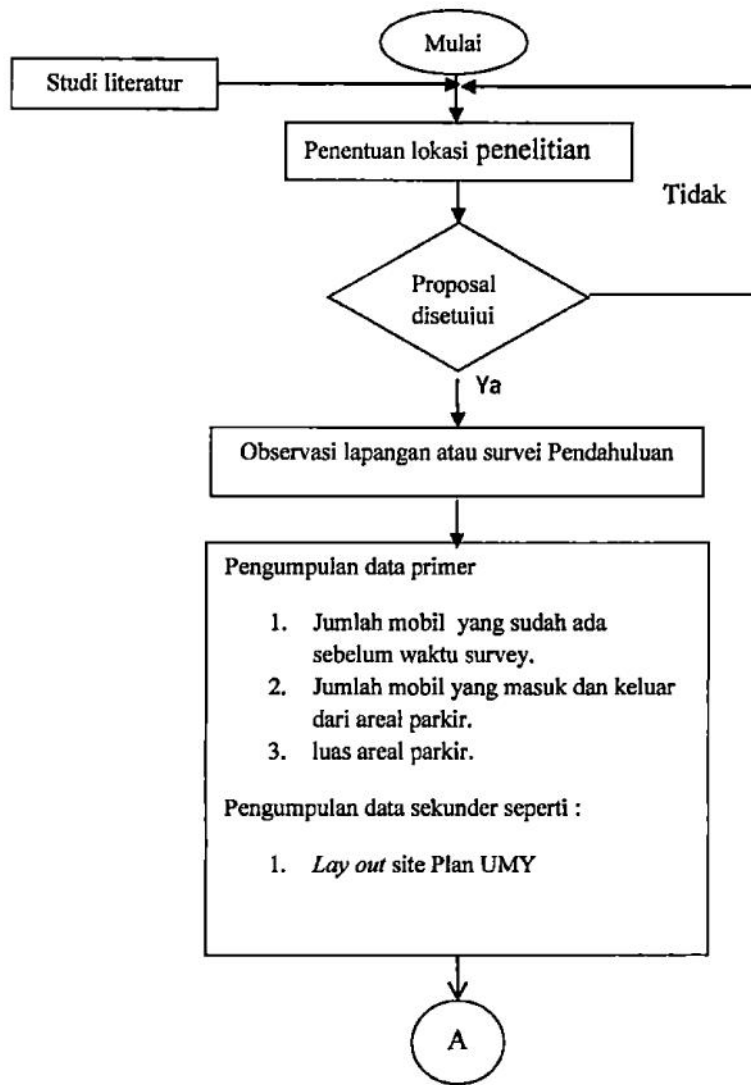 Mulai
Studi literatur
Penentuan lokasi penelitian
Tidak
Proposal
disetuiui
Ya
Observasi lapangan atau survei Pendahuluan
Pengumpulan data primer
1. Jumlah mobil yang sudah ada
sebelum waktu survey.
2. Jumlah mobil yang masuk dan keluar
dari areal parkir.
3. luas areal parkir.
Pengumpulan data sekunder seperti :
1. Lay out site Plan UMY
A